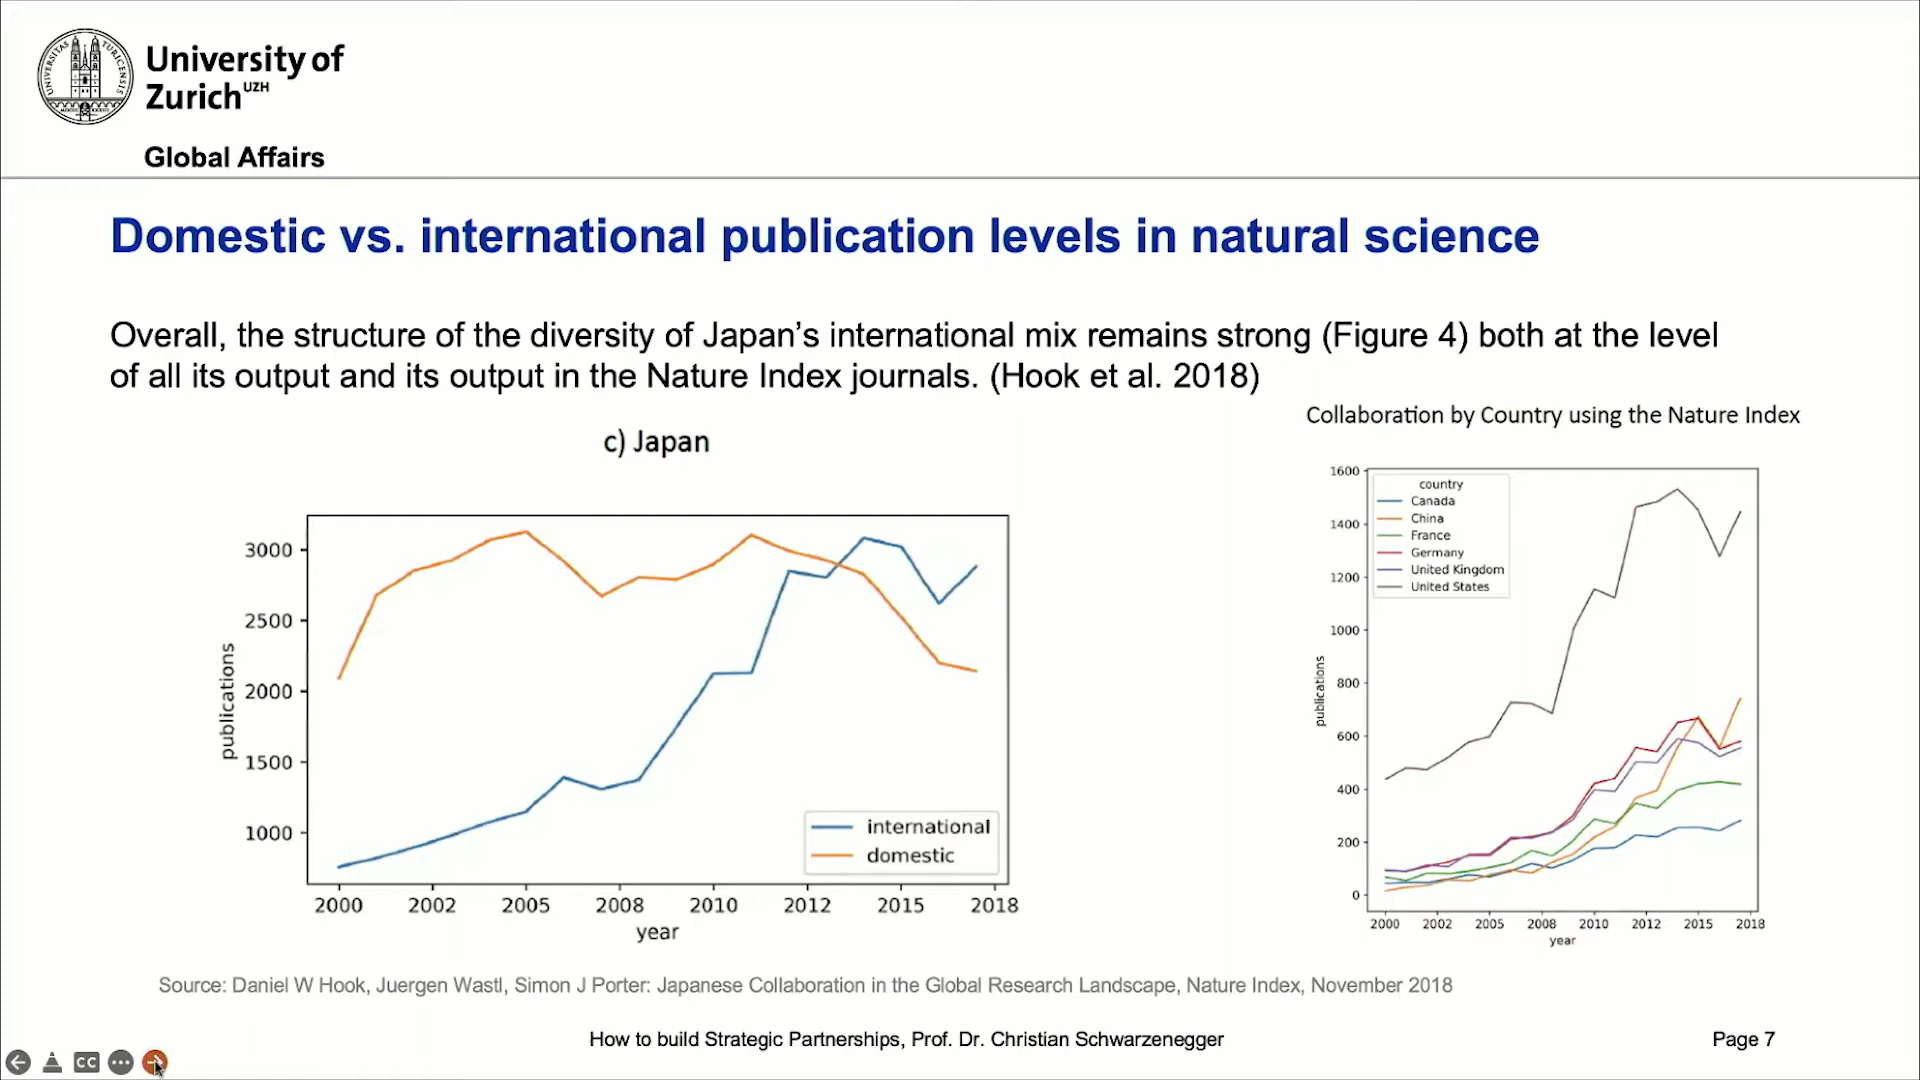 University of
Zurich UZH
Global Affairs
Domestic vs. international publication levels in natural science
Overall, the structure of the diversity of Japan’s international mix remains strong (Figure 4) both at the level
of all its output and its output in the Nature Index journals. (Hook et al. 2018)
c) Japan
3000
2500
2000
1500
1000
publications
international
domestic
2000 2002 2005 2008 2010 2012 2015 2018
year
Collaboration by Country using the Nature Index
1600
1400
1200
1000
800
600
400
200
0
publications
country
Canada
China
France
Germany
United Kingdom
United States
2000 2002 2005 2008 2010 2012 2015 2018
year
Source: Daniel W Hook, Juergen Wastl, Simon J Porter: Japanese Collaboration in the Global Research Landscape, Nature Index, November 2018
How to build Strategic Partnerships, Prof. Dr. Christian Schwarzenegger
Page 7
CC